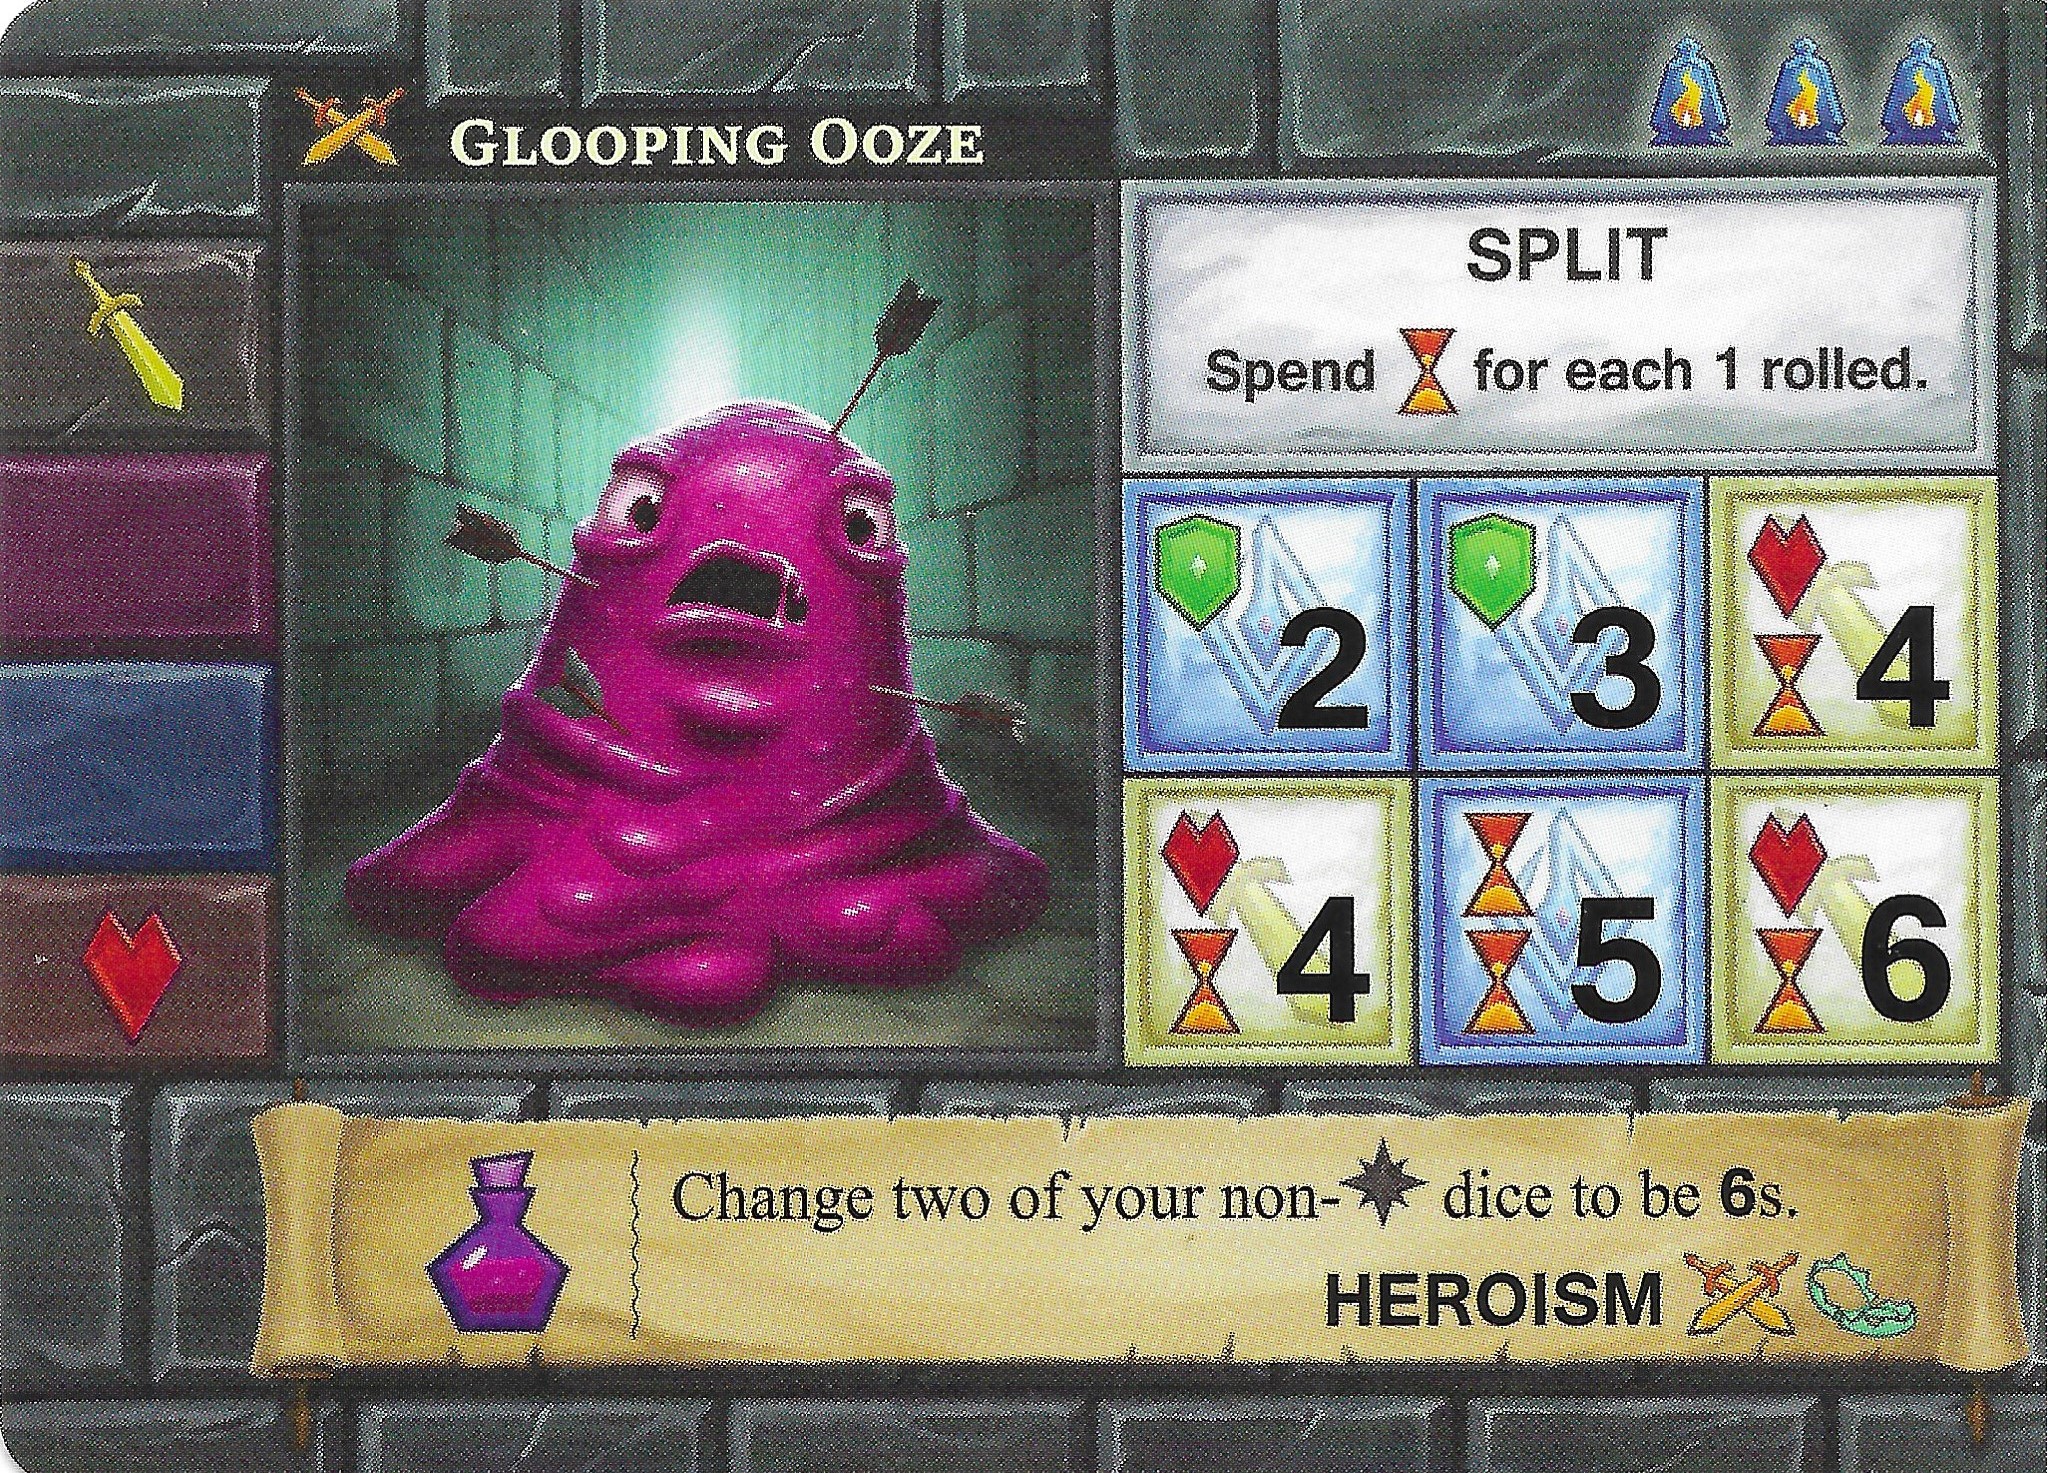 GLOOPING OOZE
SPLIT
Spend for each 1 rolled.
2 3 4
4 5 6
Change two of your non- dice to be 6s.
HEROISM